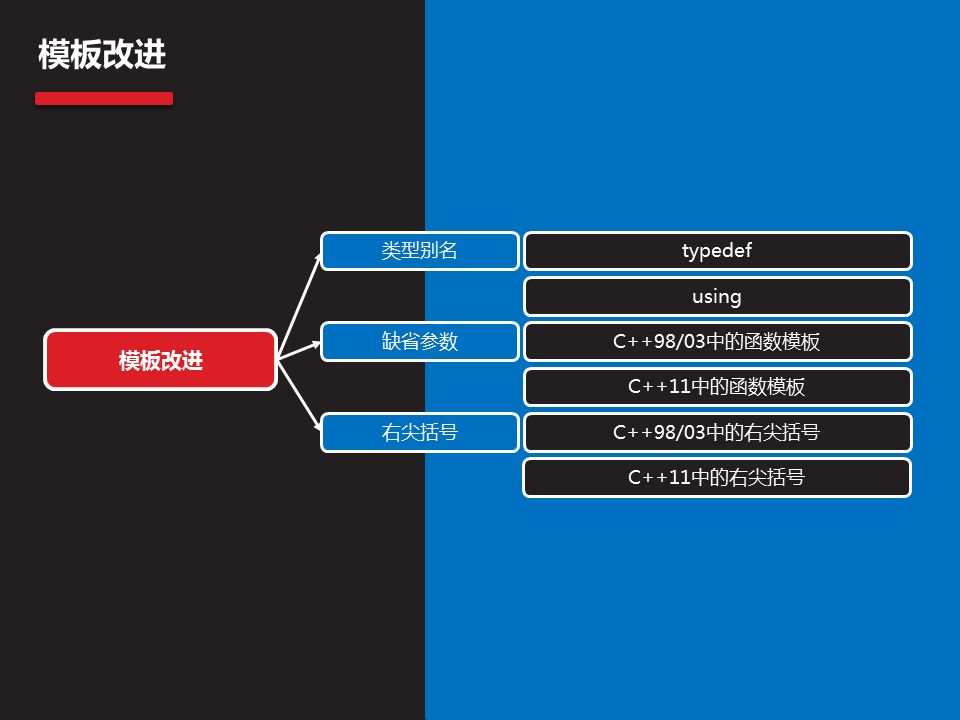 模板改进
模板改进
类型别名
typedef
using
缺省参数
C++98/03中的函数模板
C++11中的函数模板
右尖括号
C++98/03中的右尖括号
C++11中的右尖括号